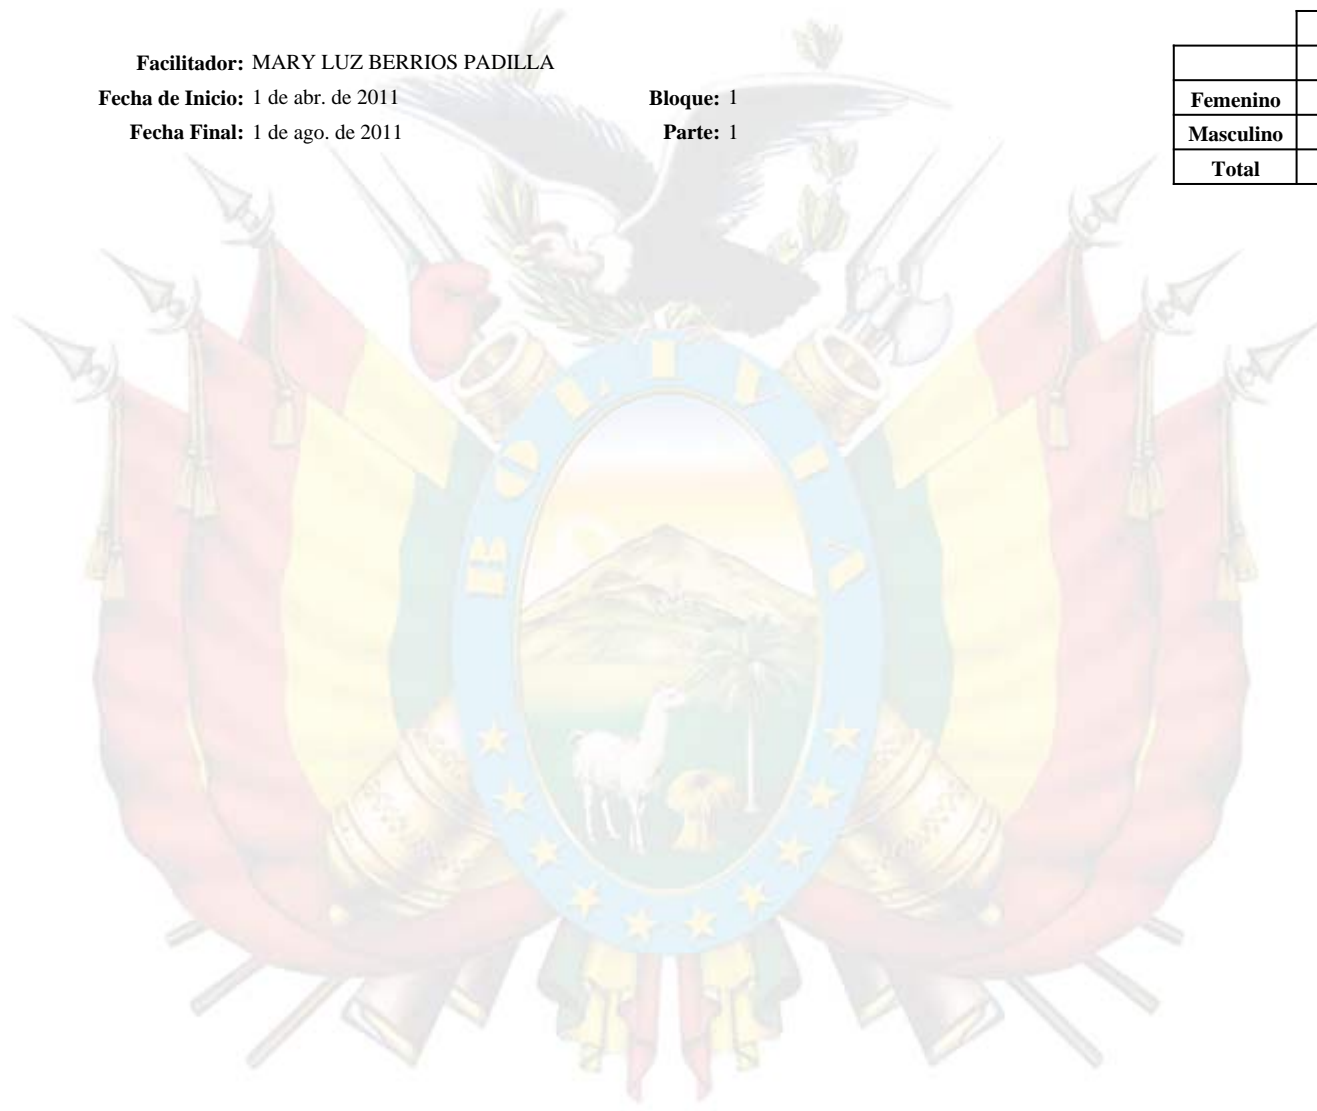 Facilitador: MARY LUZ BERRIOS PADILLA
Fecha de Inicio: 1 de abr. de 2011 Bloque: 1
Fecha Final: 1 de ago. de 2011 Parte: 1
Femenino
Masculino
Total
BOLIVIA